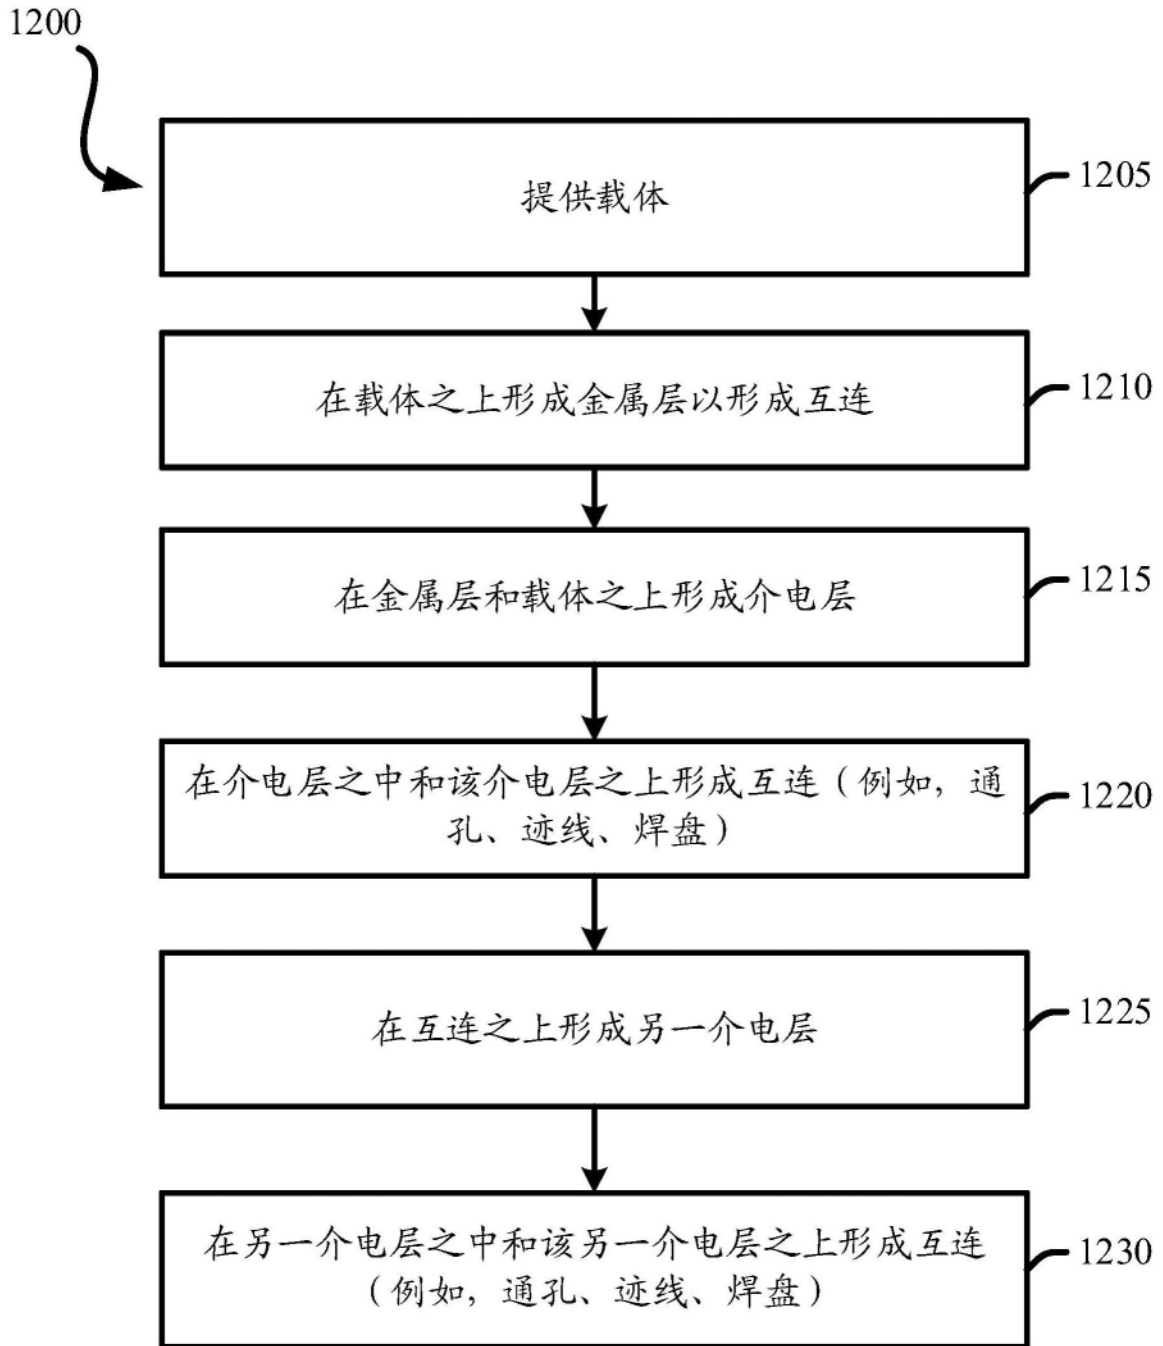 1200
提供载体
1205
在载体之上形成金属层以形成互连
1210
在金属层和载体之上形成介电层
1215
在介电层之中和该介电层之上形成互连（例如，通
孔、迹线、焊盘）
1220
在互连之上形成另一介电层
1225
在另一介电层之中和该另一介电层之上形成互连
（例如，通孔、迹线、焊盘）
1230